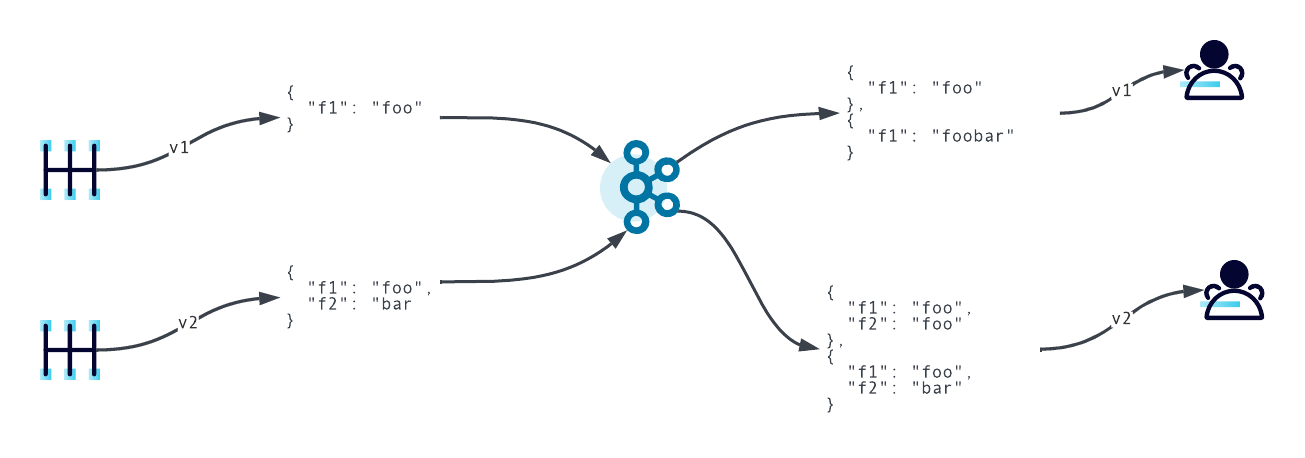 v1
{
  "f1": "foo"
}
v2
{
  "f1": "foo",
  "f2": "bar
}
{
  "f1": "foo"
},
{
  "f1": "foobar"
}
v1
{
  "f1": "foo",
  "f2": "foo"
},
{
  "f1": "foo",
  "f2": "bar"
}
v2